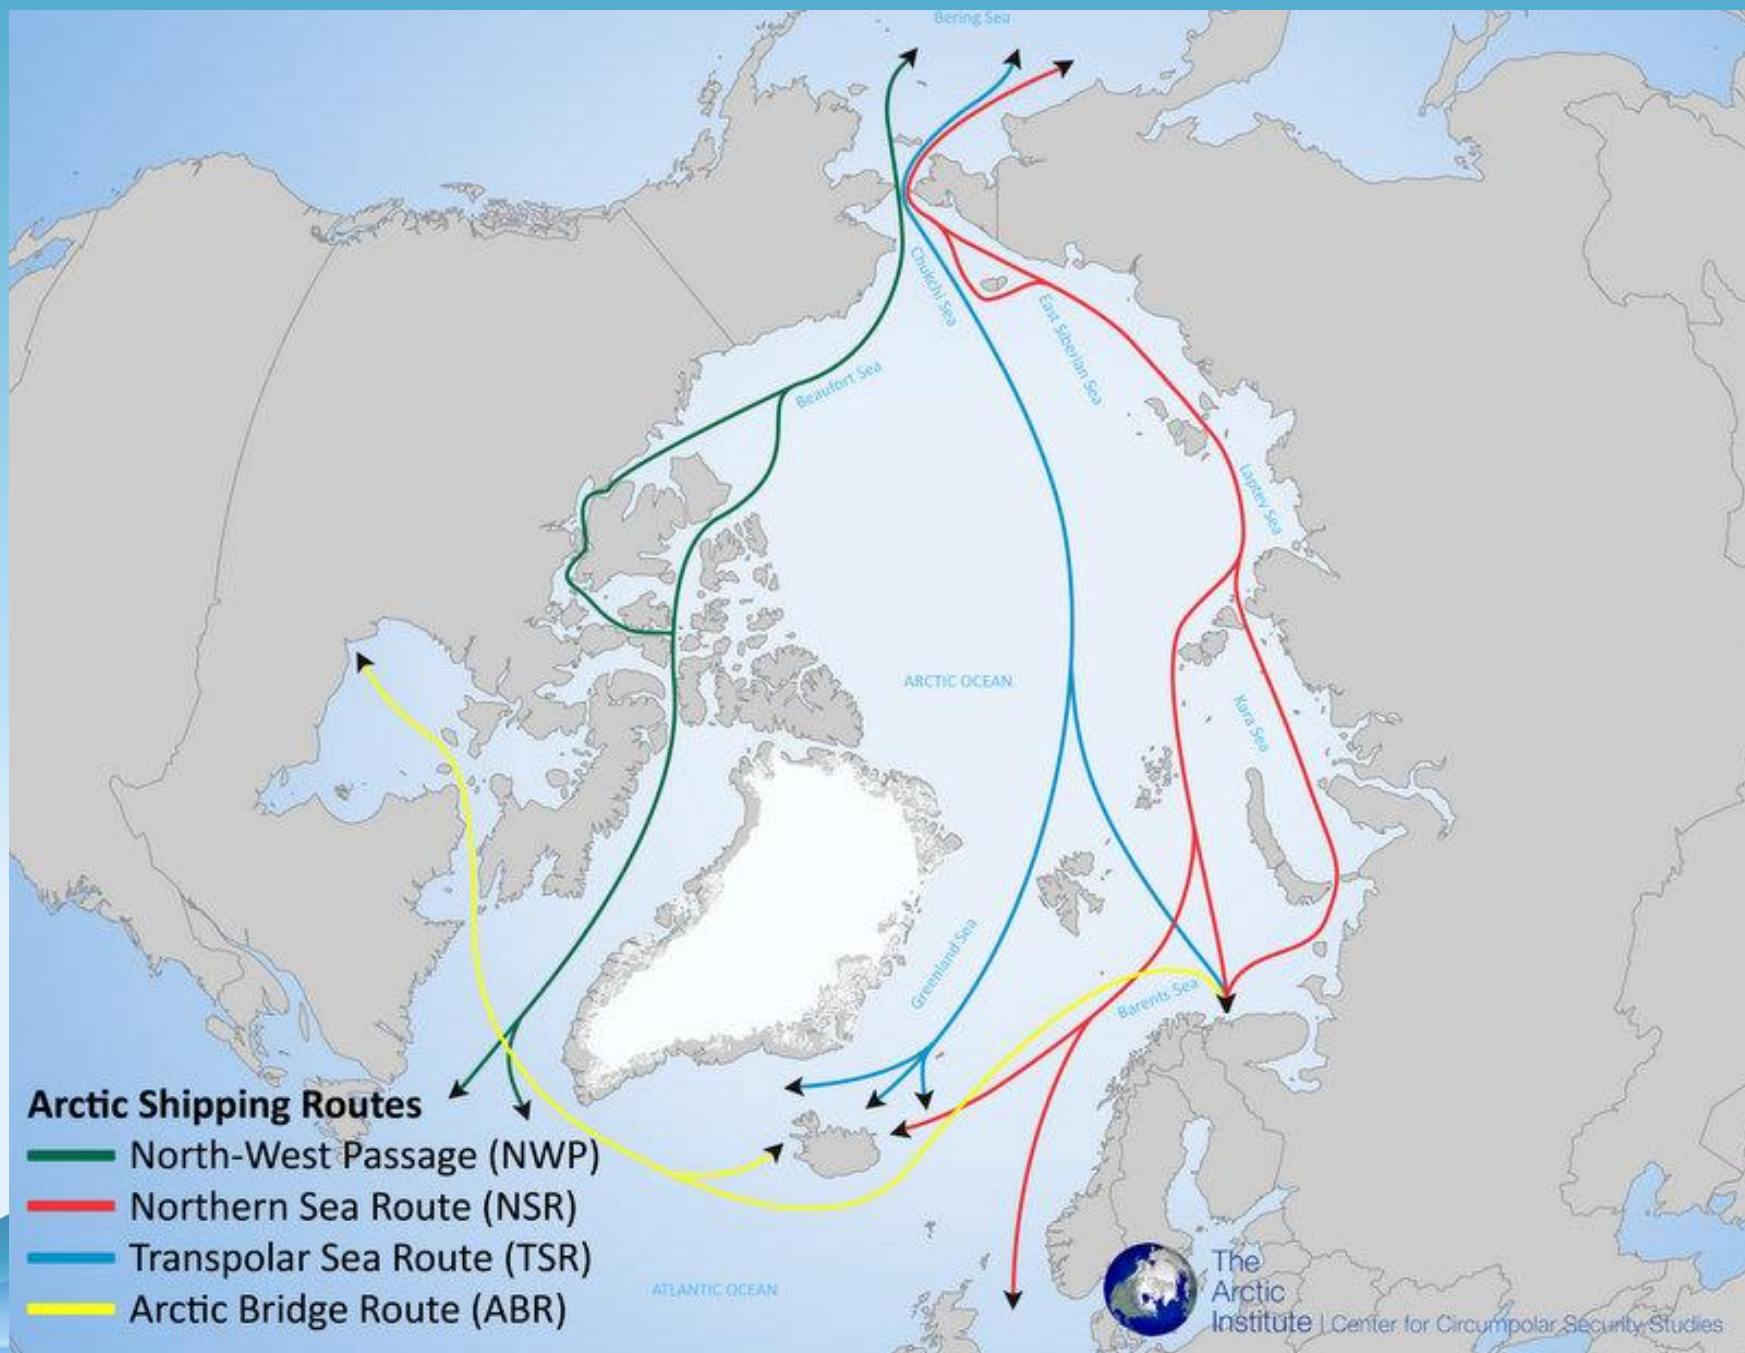 Bering Sea
Chukchi Sea
East Siberian Sea
Beaufort Sea
Laptev Sea
ARCTIC OCEAN
Kara Sea
Greenland Sea
Barents Sea
Arctic Shipping Routes
North-West Passage (NWP)
Northern Sea Route (NSR)
Transpolar Sea Route (TSR)
Arctic Bridge Route (ABR)
ATLANTIC OCEAN
The
Arctic
Institute | Center for Circumpolar Security Studies